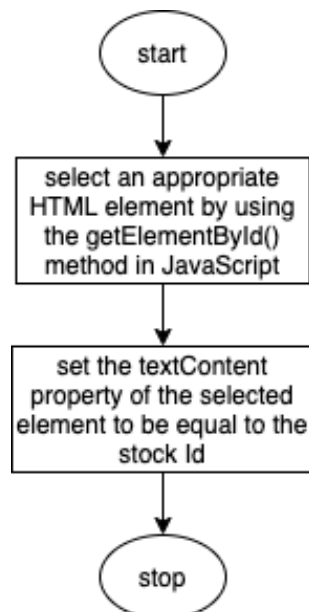 start
select an appropriate
HTML element by using
the getElementById()
method in JavaScript
set the textContent
property of the selected
element to be equal to the
stock Id
stop